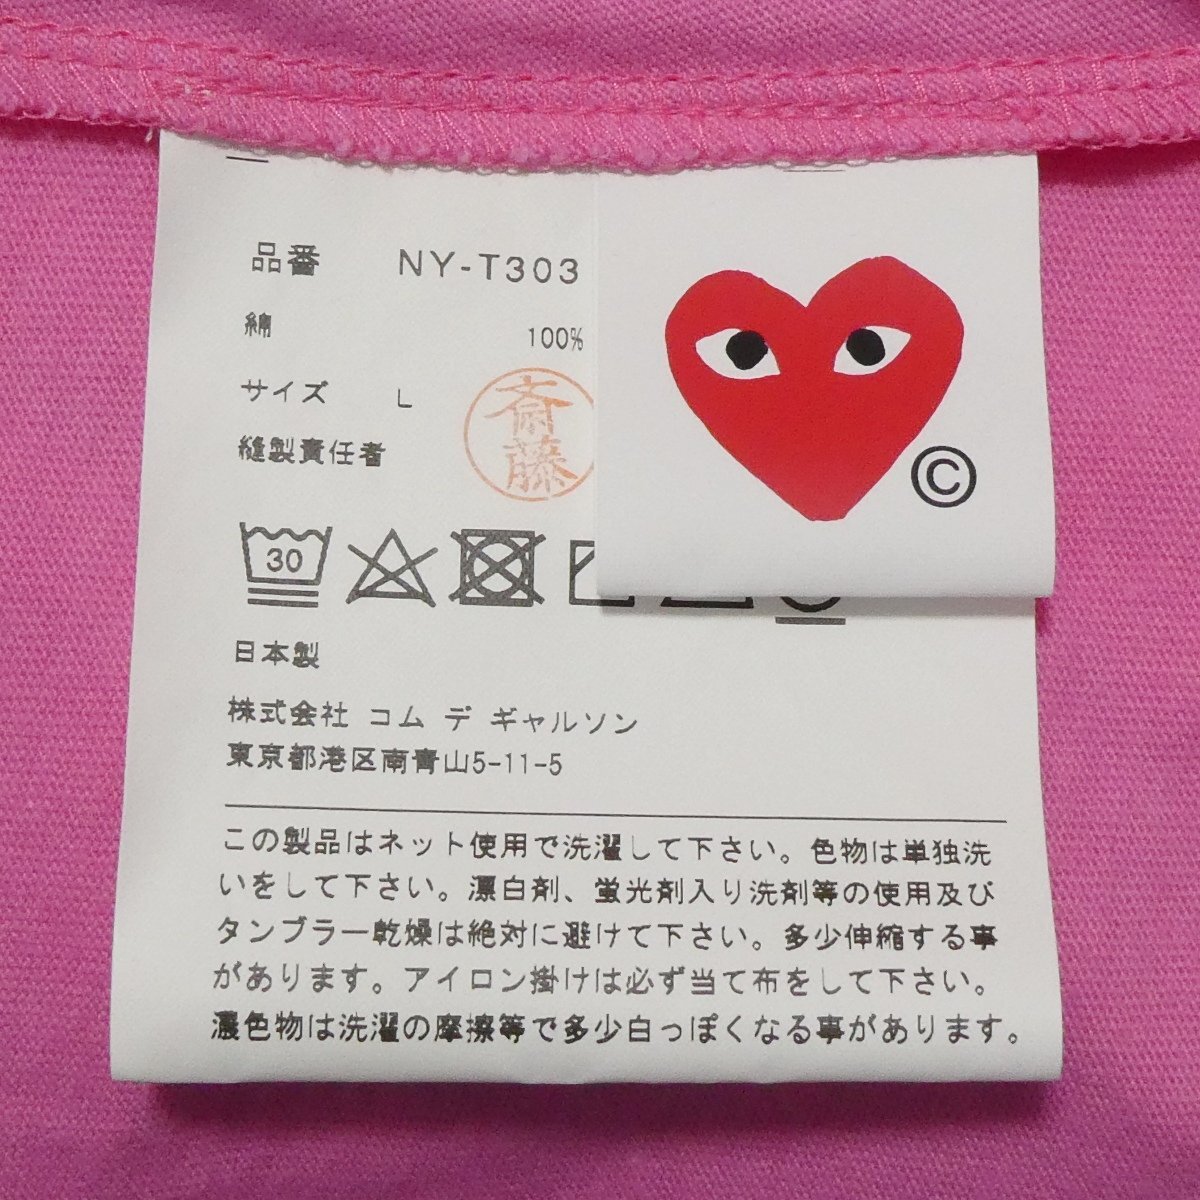 品番 NY-T303
綿 100%
サイズ L
縫製責任者 斎藤
©
30
日本製
株式会社 コム デ ギャルソン
東京都港区南青山5-11-5
この製品はネット使用で洗濯して下さい。色物は単独洗
いをして下さい。漂白剤、蛍光剤入り洗剤等の使用及び
タンブラー乾燥は絶対に避けて下さい。多少伸縮する事
があります。アイロン掛けは必ず当て布をして下さい。
濃色物は洗濯の摩擦等で多少白っぽくなる事があります。